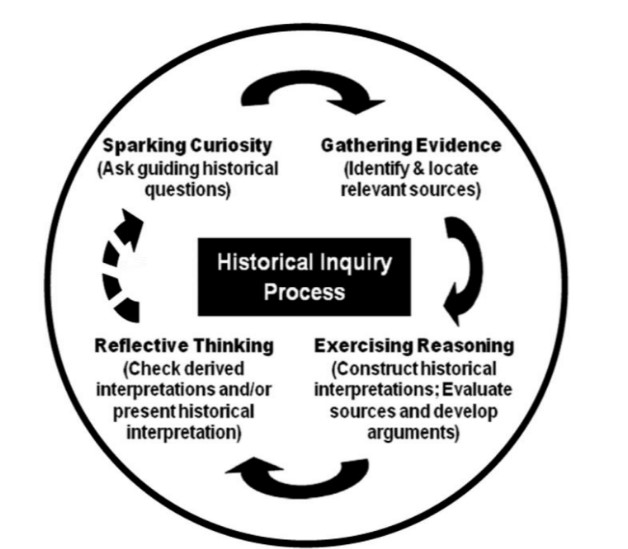 Sparking Curiosity
(Ask guiding historical
questions)
Gathering Evidence
(Identify & locate
relevant sources)
Historical Inquiry
Process
Reflective Thinking
(Check derived
interpretations and/or
present historical
interpretation)
Exercising Reasoning
(Construct historical
interpretations; Evaluate
sources and develop
arguments)